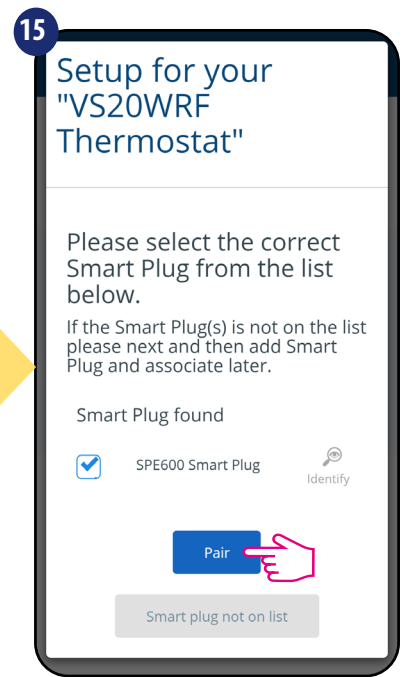 15
Setup for your
"VS20WRF
Thermostat"
Please select the correct
Smart Plug from the list
below.
If the Smart Plug(s) is not on the list
please next and then add Smart
Plug and associate later.
Smart Plug found
SPE600 Smart Plug
Identify
Pair
Smart plug not on list